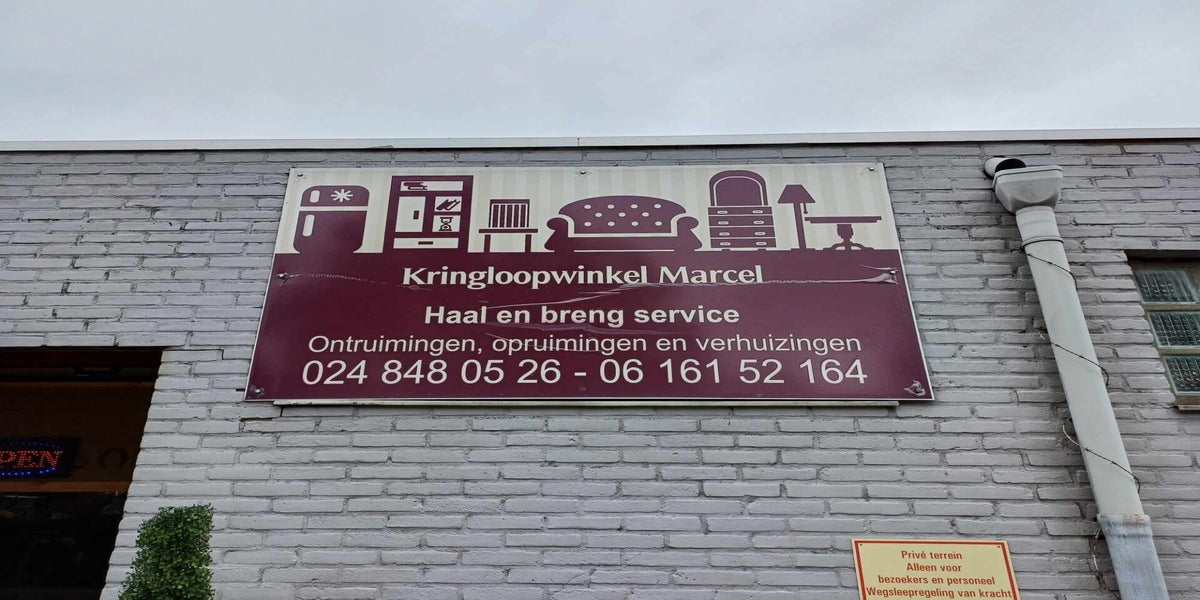 Kringloopwinkel Marcel
Haal en breng service
Ontruimingen, opruimingen en verhuizingen
024 848 05 26 - 06 161 52 164
PEN
Privé terrein
Alleen voor
bezoekers en personeel
Wegsleepregeling van kracht